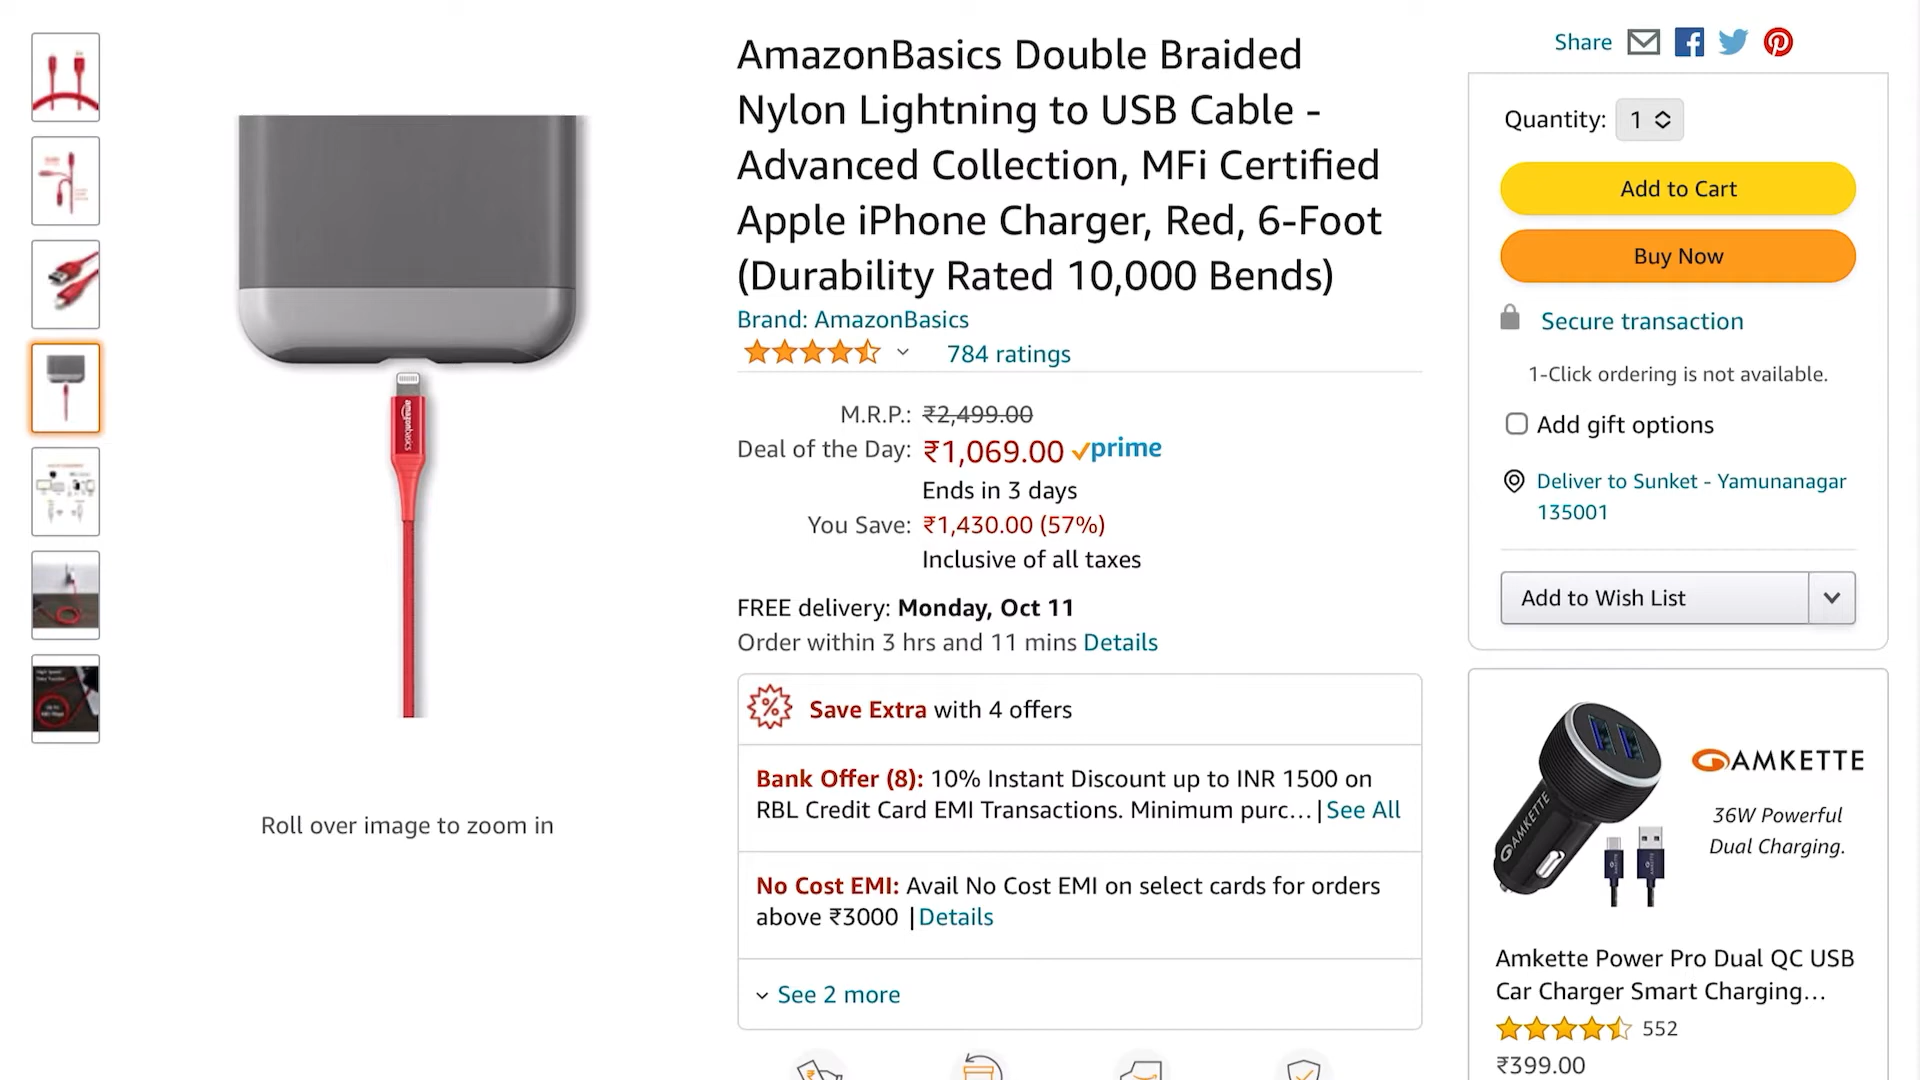 Share
AmazonBasics Double Braided
Nylon Lightning to USB Cable -
Advanced Collection, MFi Certified
Apple iPhone Charger, Red, 6-Foot
(Durability Rated 10,000 Bends)
Brand: AmazonBasics
784 ratings
M.R.P.: ₹2,499.00
Deal of the Day: ₹1,069.00 prime
Ends in 3 days
You Save: ₹1,430.00 (57%)
Inclusive of all taxes
FREE delivery: Monday, Oct 11
Order within 3 hrs and 11 mins Details
Save Extra with 4 offers
Bank Offer (8): 10% Instant Discount up to INR 1500 on
RBL Credit Card EMI Transactions. Minimum purc... | See All
No Cost EMI: Avail No Cost EMI on select cards for orders
above ₹3000 | Details
See 2 more
amazonbasics
Roll over image to zoom in
Quantity: 1
Add to Cart
Buy Now
Secure transaction
1-Click ordering is not available.
Add gift options
Deliver to Sunket - Yamunanagar
135001
Add to Wish List
AMKETTE
GAMKETTE
36W Powerful
Dual Charging.
Amkette Power Pro Dual QC USB
Car Charger Smart Charging...
552
₹399.00